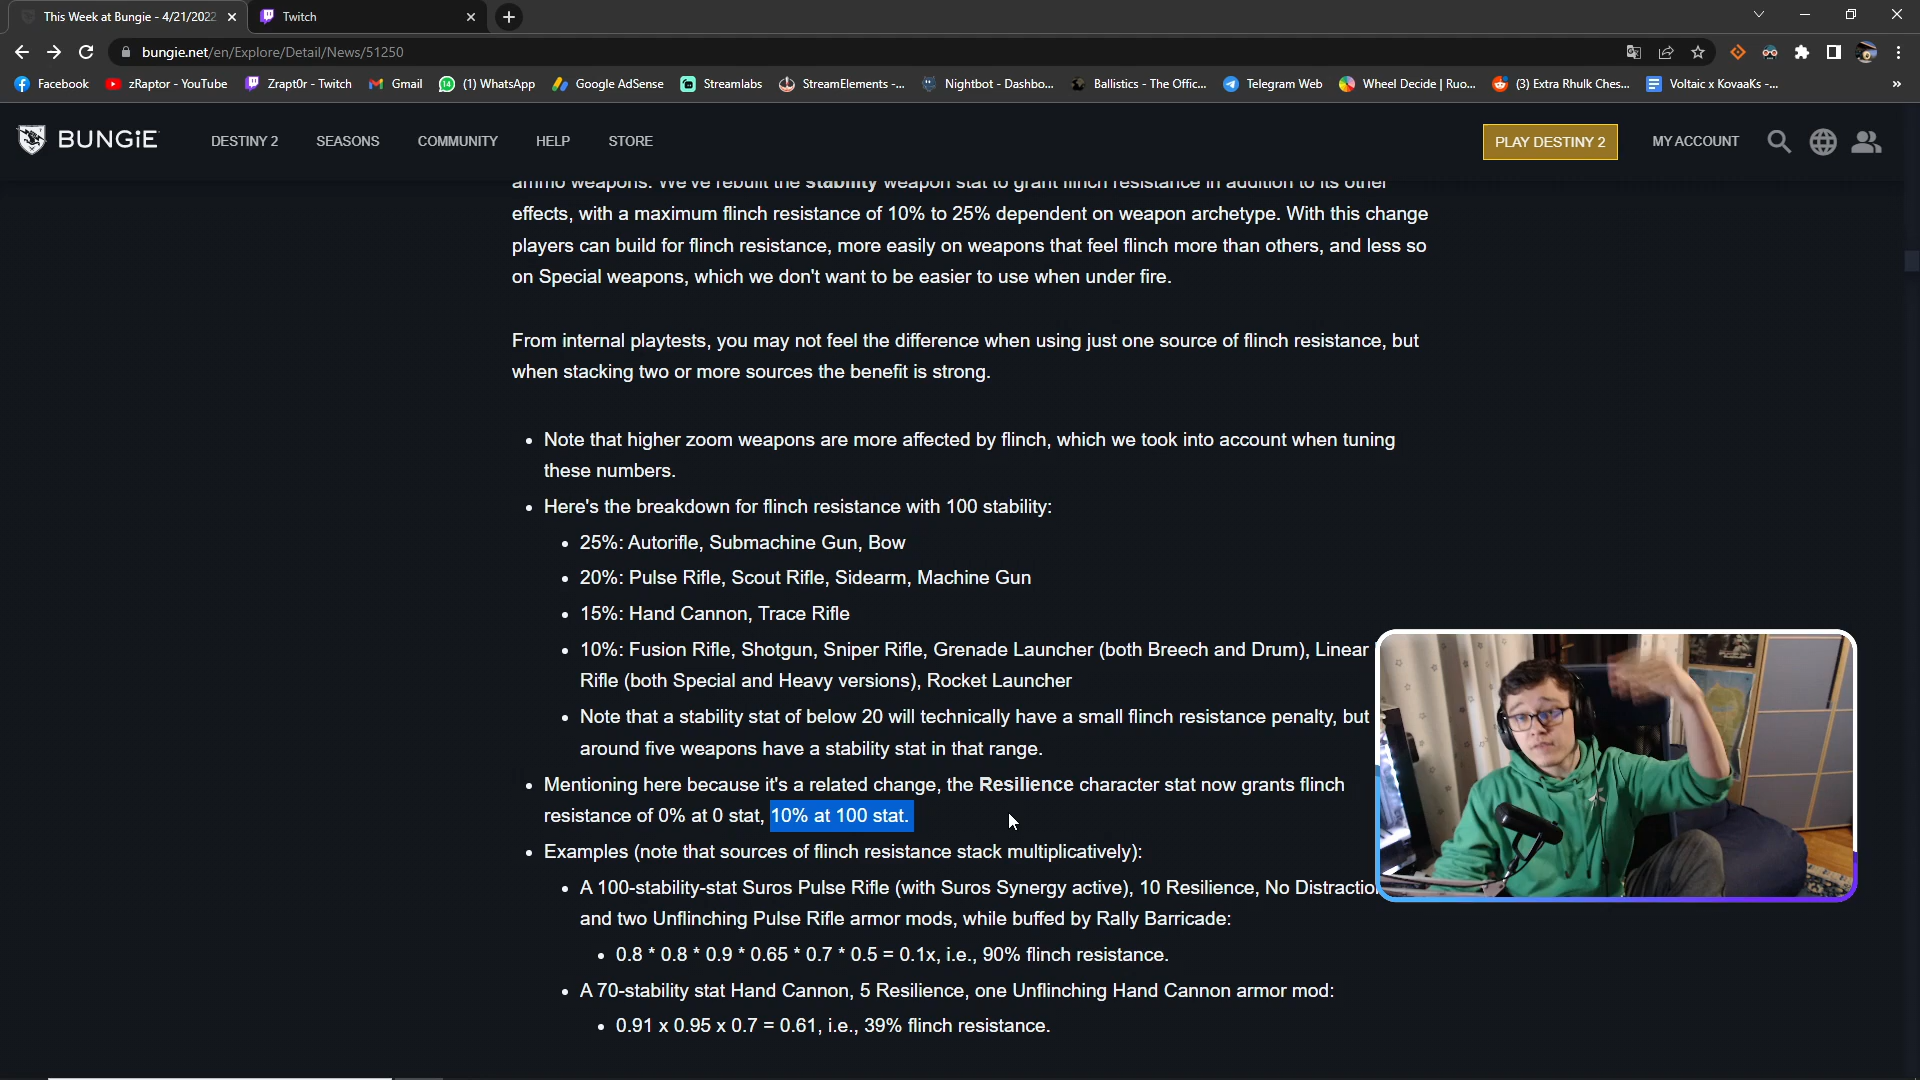 This Week at Bungie - 4/21/2022
Twitch
bungie.net/en/Explore/Detail/News/51250
Facebook
zRaptor - YouTube
Zrapt0r - Twitch
Gmail
(1) WhatsApp
Google AdSense
Streamlabs
StreamElements -...
Nightbot - Dashbo...
Ballistics - The Offic...
Telegram Web
Wheel Decide | Ruo...
(3) Extra Rhulk Ches...
Voltaic x KovaaKs -...
»
BUNGiE
DESTINY 2
SEASONS
COMMUNITY
HELP
STORE
PLAY DESTINY 2
MY ACCOUNT
ammo weapons. We've rebuilt the stability weapon stat to grant flinch resistance in addition to its other
effects, with a maximum flinch resistance of 10% to 25% dependent on weapon archetype. With this change
players can build for flinch resistance, more easily on weapons that feel flinch more than others, and less so
on Special weapons, which we don't want to be easier to use when under fire.
From internal playtests, you may not feel the difference when using just one source of flinch resistance, but
when stacking two or more sources the benefit is strong.
• Note that higher zoom weapons are more affected by flinch, which we took into account when tuning
these numbers.
• Here's the breakdown for flinch resistance with 100 stability:
• 25%: Autorifle, Submachine Gun, Bow
• 20%: Pulse Rifle, Scout Rifle, Sidearm, Machine Gun
• 15%: Hand Cannon, Trace Rifle
• 10%: Fusion Rifle, Shotgun, Sniper Rifle, Grenade Launcher (both Breech and Drum), Linear
Rifle (both Special and Heavy versions), Rocket Launcher
• Note that a stability stat of below 20 will technically have a small flinch resistance penalty, but
around five weapons have a stability stat in that range.
• Mentioning here because it's a related change, the Resilience character stat now grants flinch
resistance of 0% at 0 stat, 10% at 100 stat.
• Examples (note that sources of flinch resistance stack multiplicatively):
• A 100-stability-stat Suros Pulse Rifle (with Suros Synergy active), 10 Resilience, No Distractio
and two Unflinching Pulse Rifle armor mods, while buffed by Rally Barricade:
• 0.8 * 0.8 * 0.9 * 0.65 * 0.7 * 0.5 = 0.1x, i.e., 90% flinch resistance.
• A 70-stability stat Hand Cannon, 5 Resilience, one Unflinching Hand Cannon armor mod:
• 0.91 x 0.95 x 0.7 = 0.61, i.e., 39% flinch resistance.